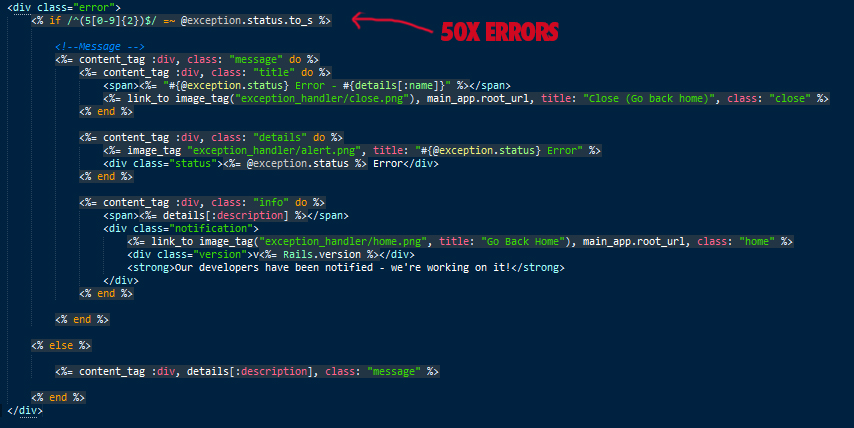 <div class="error">
<% if /^(5[0-9]{2})$/ =~ @exception.status.to_s %>
50X ERRORS
<!--Message -->
<%= content_tag :div, class: "message" do %>
<%= content_tag :div, class: "title" do %>
<span><%= "#{@exception.status} Error - #{details[:name]}" %></span>
<%= link_to image_tag("exception_handler/close.png"), main_app.root_url, title: "Close (Go back home)", class: "close" %>
<% end %>
<%= content_tag :div, class: "details" do %>
<%= image_tag "exception_handler/alert.png", title: "#{@exception.status} Error" %>
<div class="status"><%= @exception.status %> Error</div>
<% end %>
<%= content_tag :div, class: "info" do %>
<span><%= details[:description] %></span>
<div class="notification">
<%= link_to image_tag("exception_handler/home.png", title: "Go Back Home"), main_app.root_url, class: "home" %>
<div class="version">v<%= Rails.version %></div>
<strong>Our developers have been notified - we're working on it!</strong>
</div>
<% end %>
<% end %>
<% else %>
<%= content_tag :div, details[:description], class: "message" %>
<% end %>
</div>